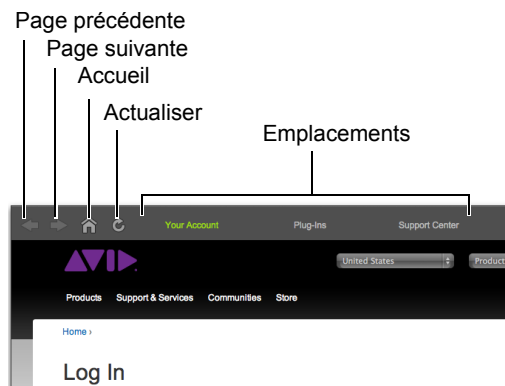 Page précédente
Page suivante
Accueil
Actualiser
Emplacements
Your Account Plug-Ins Support Center
AVID
United States Product
Products Support & Services Communities Store
Home ›
Log In